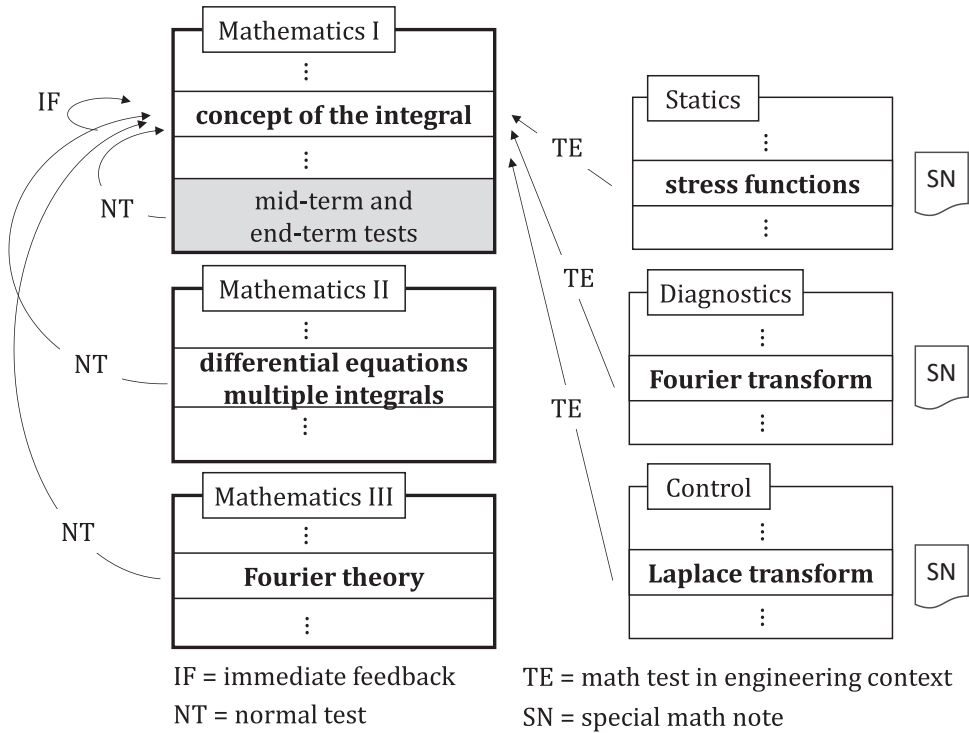 Mathematics I
⋮
IF
concept of the integral
⋮
NT
mid-term and
end-term tests
Mathematics II
⋮
NT
differential equations
multiple integrals
⋮
Mathematics III
⋮
NT
Fourier theory
⋮
Statics
⋮
TE
stress functions
SN
⋮
Diagnostics
TE
⋮
Fourier transform
SN
TE
⋮
Control
⋮
Laplace transform
SN
⋮
IF = immediate feedback
NT = normal test
TE = math test in engineering context
SN = special math note